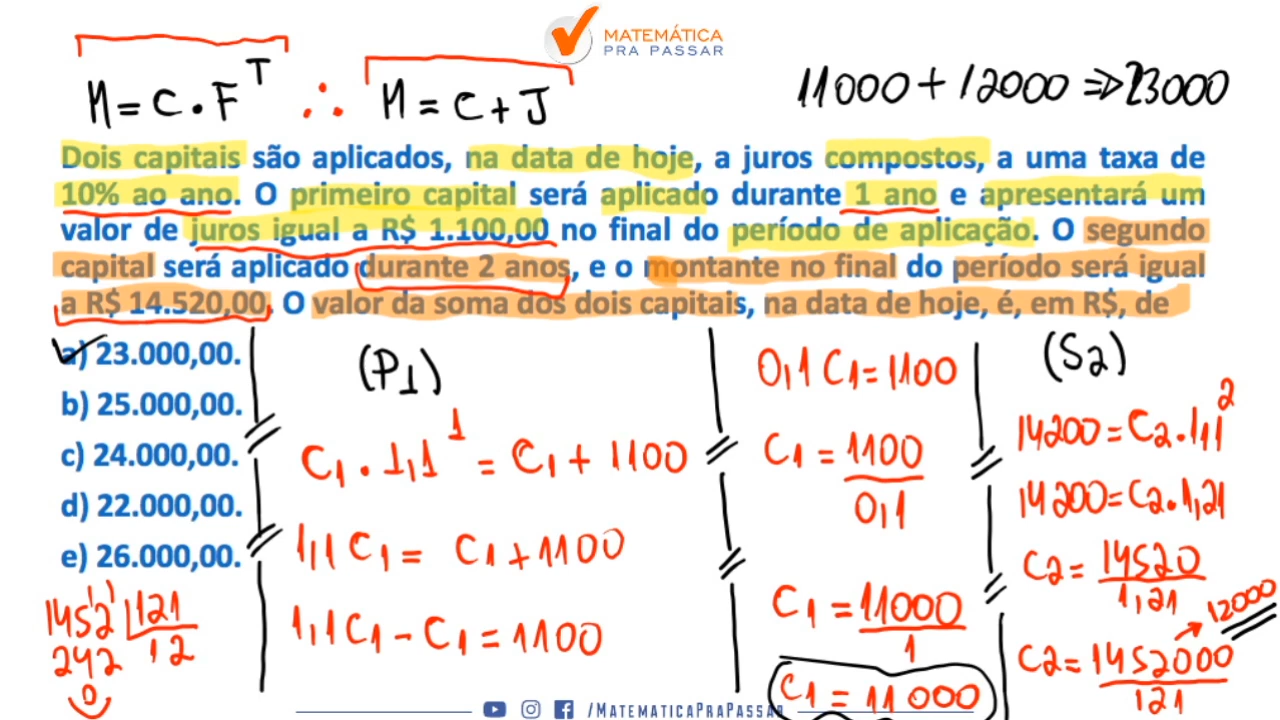 MATEMÁTICA
PRA PASSAR
M = C . F^T ∴ M = C + J
11000 + 12000 => 23000
Dois capitais são aplicados, na data de hoje, a juros compostos, a uma taxa de
10% ao ano. O primeiro capital será aplicado durante 1 ano e apresentará um
valor de juros igual a R$ 1.100,00 no final do período de aplicação. O segundo
capital será aplicado durante 2 anos, e o montante no final do período será igual
a R$ 14.520,00. O valor da soma dos dois capitais, na data de hoje, é, em R$, de
a) 23.000,00.
b) 25.000,00.
c) 24.000,00.
d) 22.000,00.
e) 26.000,00.
1452 |121
242 12
0
(P1)
C1 . 1,1^1 = C1 + 1100
1,1 C1 = C1 + 1100
1,1 C1 - C1 = 1100
0,1 C1 = 1100
C1 = 1100
0,1
C1 = 11000
1
C1 = 11 000
(S2)
14200 = C2 . 1,1^2
14200 = C2 . 1,21
C2 = 14520
1,21
12000
C2 = 1452000
121
/MATEMATICAPRAPASSAR